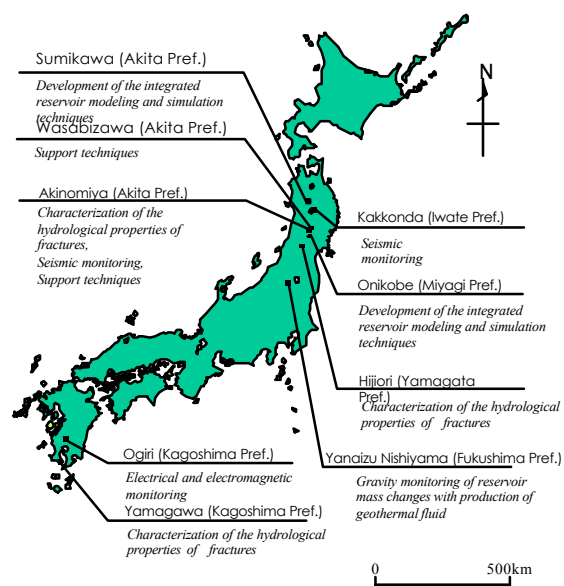 Sumikawa (Akita Pref.)
Development of the integrated
reservoir modeling and simulation
techniques
Wasabizawa (Akita Pref.)
Support techniques
Akinomiya (Akita Pref.)
Characterization of the
hydrological properties of
fractures,
Seismic monitoring,
Support techniques
N
Kakkonda (Iwate Pref.)
Seismic
monitoring
Onikobe (Miyagi Pref.)
Development of the integrated
reservoir modeling and simulation
techniques
Hijiori (Yamagata
Pref.)
Characterization of the hydrological
properties of fractures
Yanaizu Nishiyama (Fukushima Pref.)
Gravity monitoring of reservoir
mass changes with production of
geothermal fluid
Ogiri (Kagoshima Pref.)
Electrical and electromagnetic
monitoring
Yamagawa (Kagoshima Pref.)
Characterization of the hydrological
properties of fractures
0 500km